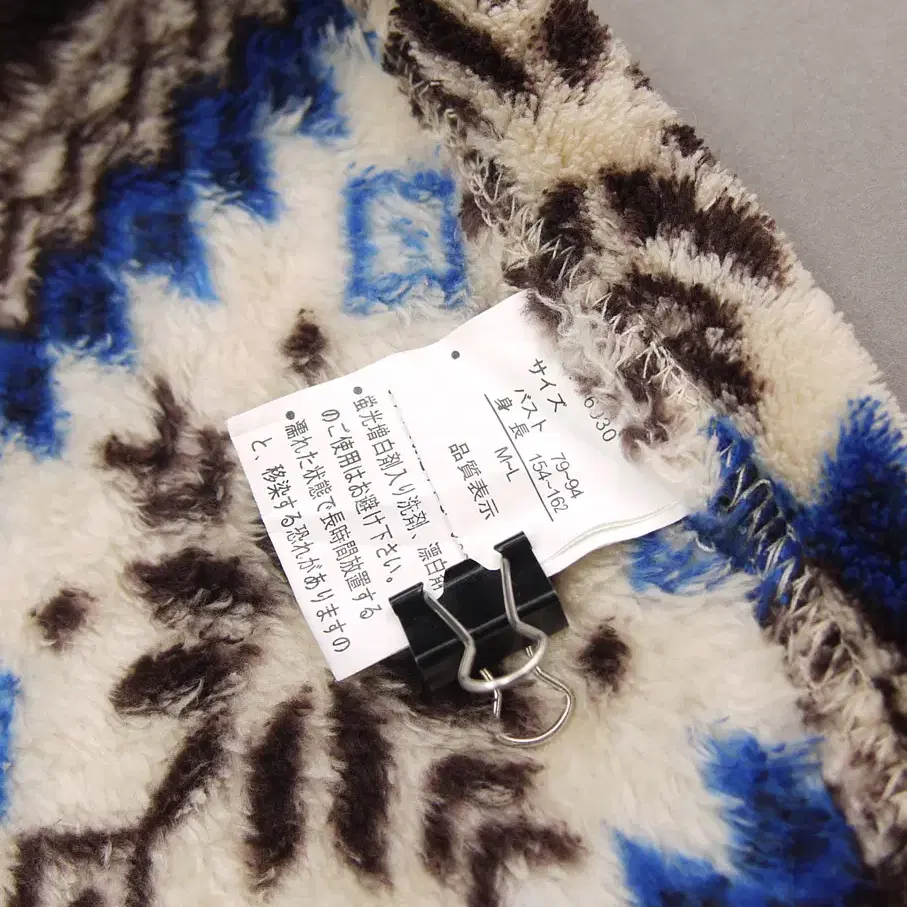 サイズ
バスト 79~94
身長 154~162
M~L
品質表示
蛍光増白剤入り洗剤、漂白剤
のご使用はお避け下さい。
濡れた状態で長時間放置する
と、移染する恐れがありますの